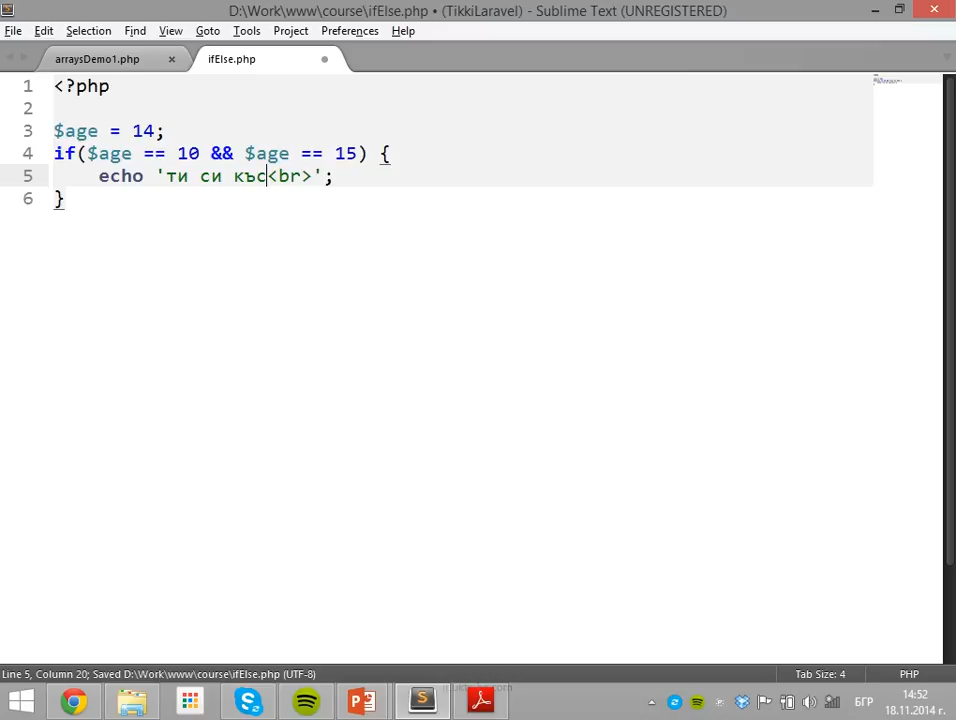 D:\Work\www\course\ifElse.php • (TikkiLaravel) - Sublime Text (UNREGISTERED)
File Edit Selection Find View Goto Tools Project Preferences Help
arraysDemo1.php ifElse.php
1 <?php
2
3 $age = 14;
4 if($age == 10 && $age == 15) {
5 echo 'ти си къс<br>';
6 }
Line 5, Column 20; Saved D:\Work\www\course\ifElse.php (UTF-8) Tab Size: 4 PHP
БГР 14:52
18.11.2014 г.